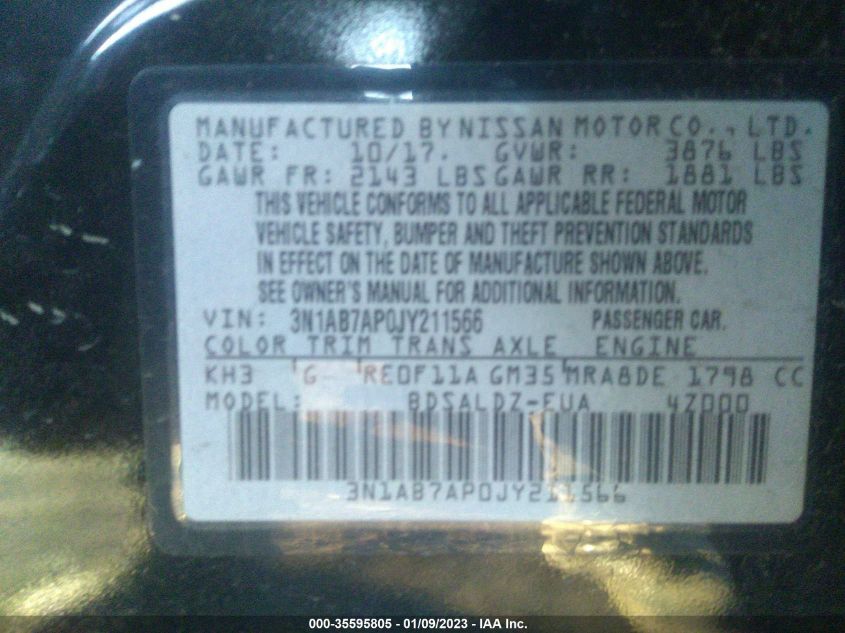 MANUFACTURED BY NISSAN MOTOR CO., LTD.
DATE: 10/17. GVWR: 3876 LBS
GAWR FR: 2143 LBS GAWR RR: 1881 LBS
THIS VEHICLE CONFORMS TO ALL APPLICABLE FEDERAL MOTOR
VEHICLE SAFETY, BUMPER AND THEFT PREVENTION STANDARDS
IN EFFECT ON THE DATE OF MANUFACTURE SHOWN ABOVE.
SEE OWNER'S MANUAL FOR ADDITIONAL INFORMATION.
VIN: 3N1AB7AP0JY211566 PASSENGER CAR.
COLOR TRIM TRANS AXLE ENGINE
KH3 G RE0F11A GM35 MRA8DE 1798 CC
MODEL: BDSALDZ-EUA 4Z000
3N1AB7AP0JY211566
000-35595805 - 01/09/2023 - IAA Inc.